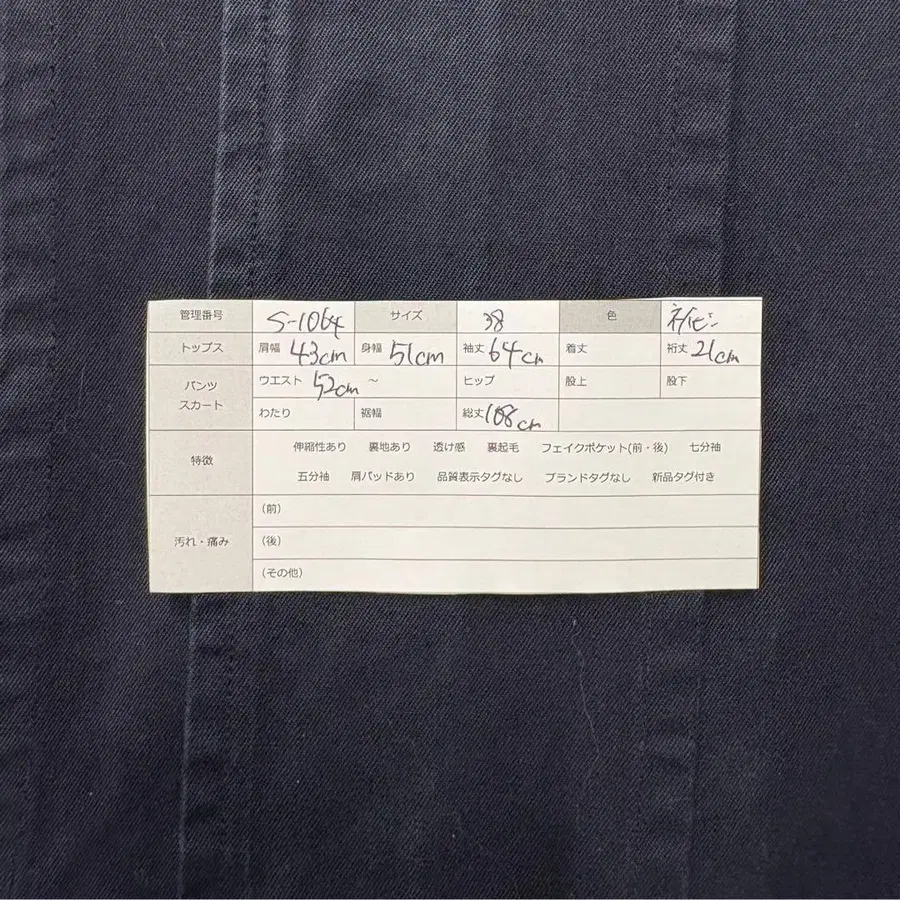 管理番号 S-1064 サイズ 38 色 ネイビー
トップス 肩幅 43cm 身幅 51cm 袖丈 64cm 着丈 裄丈 21cm
パンツ スカート ウエスト 52cm ～ ヒップ 股上 股下
わたり 裾幅 総丈 108cm
特徴 伸縮性あり 裏地あり 透け感 裏起毛 フェイクポケット(前・後) 七分袖
五分袖 肩パッドあり 品質表示タグなし ブランドタグなし 新品タグ付き
汚れ・痛み (前)
(後)
(その他)